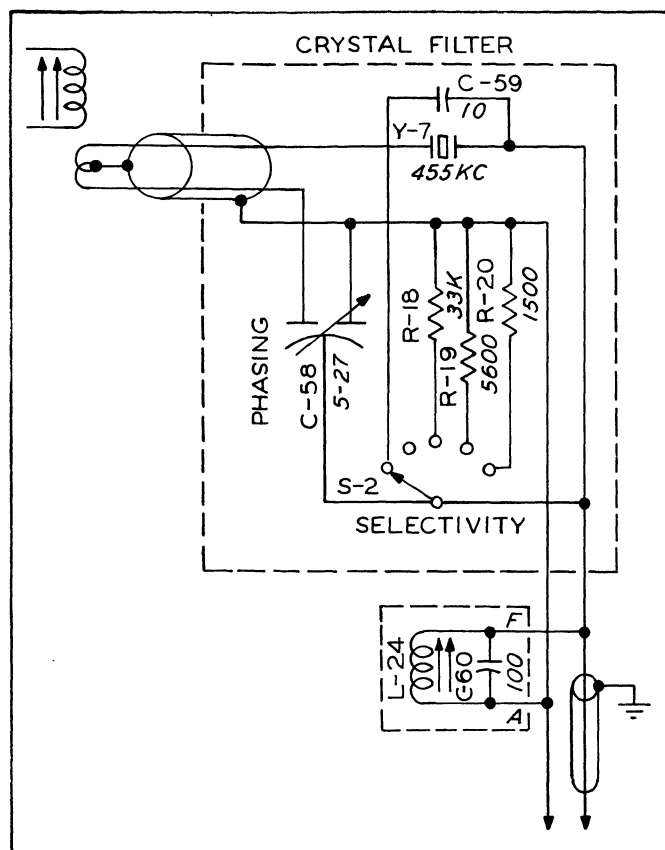 CRYSTAL FILTER
C-59
10
Y-7
455KC
PHASING
C-58
5-27
R-18
33K
R-19
5600
R-20
1500
S-2
SELECTIVITY
L-24
C-60
100
F
A